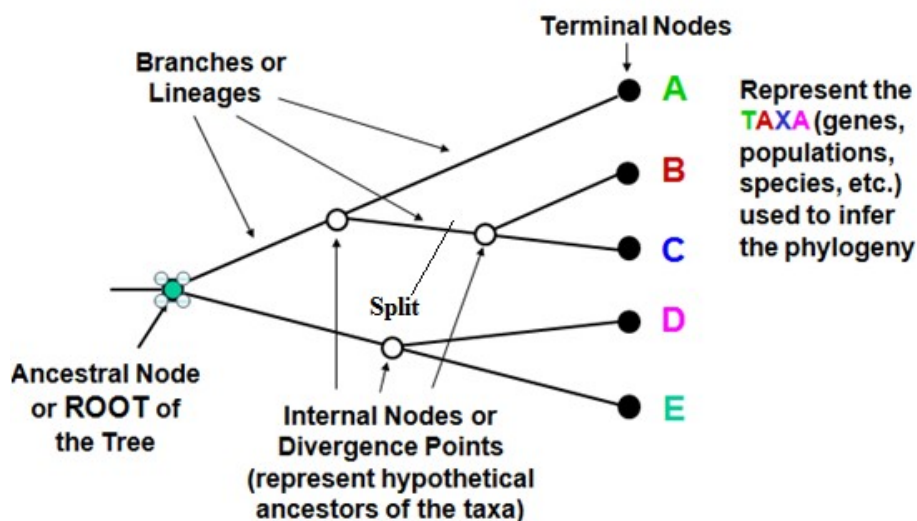 Terminal Nodes
Branches or
Lineages
A
Represent the
TAXA (genes,
populations,
species, etc.)
used to infer
the phylogeny
B
C
Split
D
Ancestral Node
or ROOT of
the Tree
E
Internal Nodes or
Divergence Points
(represent hypothetical
ancestors of the taxa)